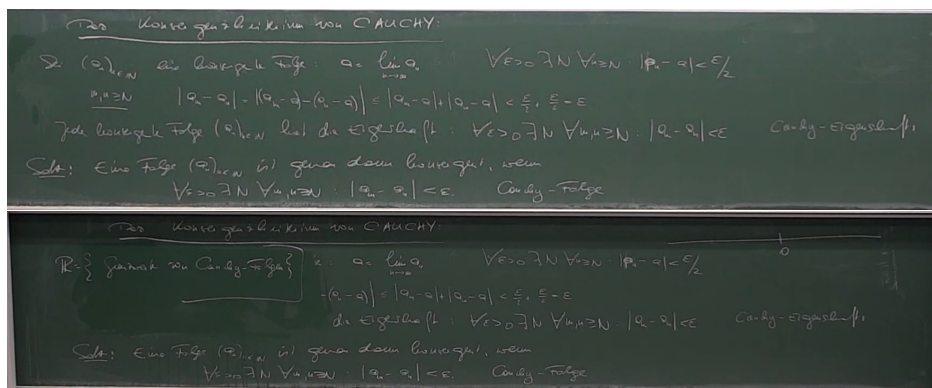 Das Konvergenzkriterium von CAUCHY:
Sei (aₙ)ₙ∈ℕ eine konvergente Folge: a = lim aₙ n→∞ ∀ε>0 ∃N ∀n≥N: |aₙ - a| < ε/2
m,n≥N |aₘ - aₙ| = |(aₘ - a) - (aₙ - a)| ≤ |aₘ - a| + |aₙ - a| < ε/2 + ε/2 = ε
Jede konvergente Folge (aₙ)ₙ∈ℕ hat die Eigenschaft: ∀ε>0 ∃N ∀m,n≥N: |aₘ - aₙ| < ε Cauchy-Eigenschaft
Satz: Eine Folge (aₙ)ₙ∈ℕ ist genau dann konvergent, wenn
∀ε>0 ∃N ∀m,n≥N: |aₘ - aₙ| < ε. Cauchy-Folge
Das Konvergenzkriterium von CAUCHY:
0
ℝ = { Grenzwerte von Cauchy-Folgen } a = lim aₙ n→∞ ∀ε>0 ∃N ∀n≥N: |aₙ - a| < ε/2
-(aₙ - a)| ≤ |aₘ - a| + |aₙ - a| < ε/2 + ε/2 = ε
die Eigenschaft: ∀ε>0 ∃N ∀m,n≥N: |aₘ - aₙ| < ε Cauchy-Eigenschaft
Satz: Eine Folge (aₙ)ₙ∈ℕ ist genau dann konvergent, wenn
∀ε>0 ∃N ∀m,n≥N: |aₘ - aₙ| < ε. Cauchy-Folge